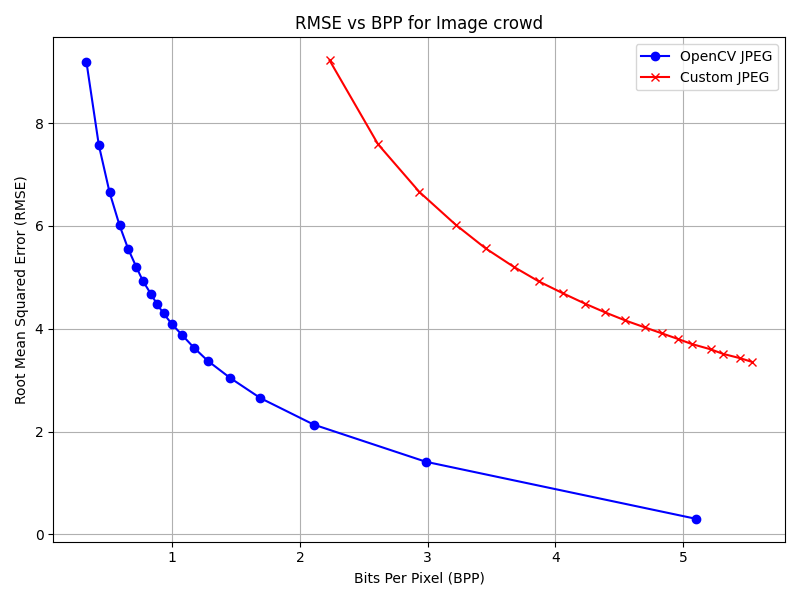 RMSE vs BPP for Image crowd
OpenCV JPEG
Custom JPEG
Root Mean Squared Error (RMSE)
8
6
4
2
0
1 2 3 4 5
Bits Per Pixel (BPP)